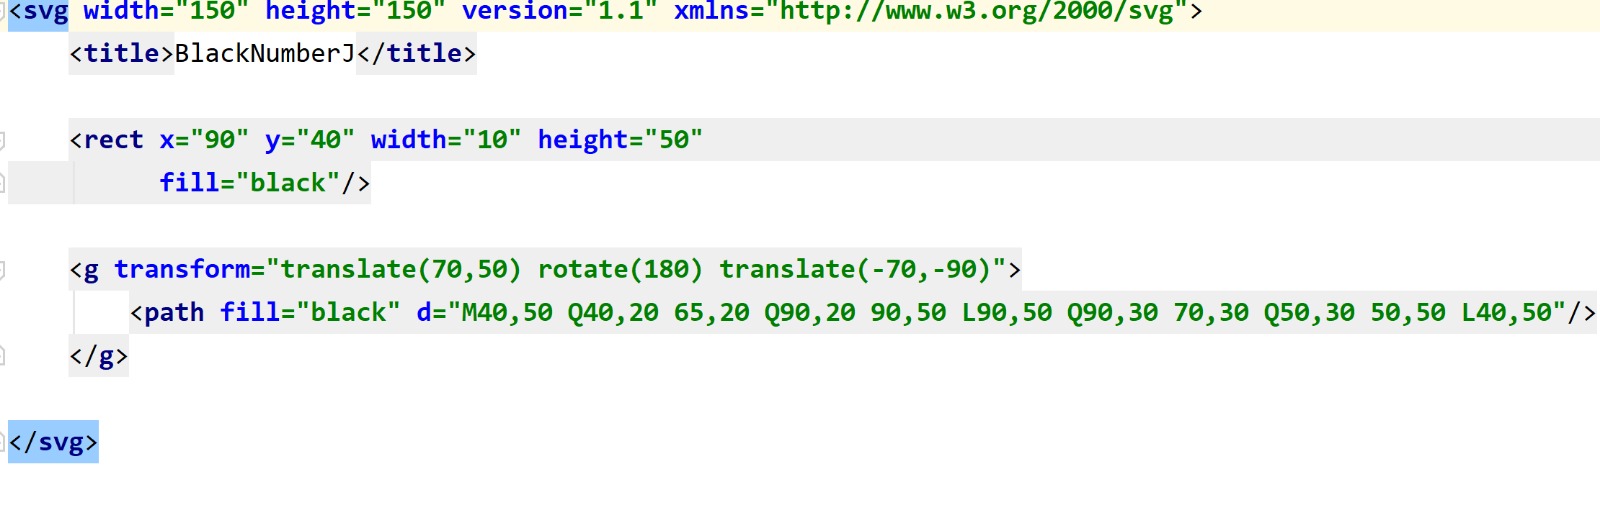 <svg width="150" height="150" version="1.1" xmlns="http://www.w3.org/2000/svg">
<title>BlackNumberJ</title>
<rect x="90" y="40" width="10" height="50"
fill="black"/>
<g transform="translate(70,50) rotate(180) translate(-70,-90)">
<path fill="black" d="M40,50 Q40,20 65,20 Q90,20 90,50 L90,50 Q90,30 70,30 Q50,30 50,50 L40,50"/>
</g>
</svg>